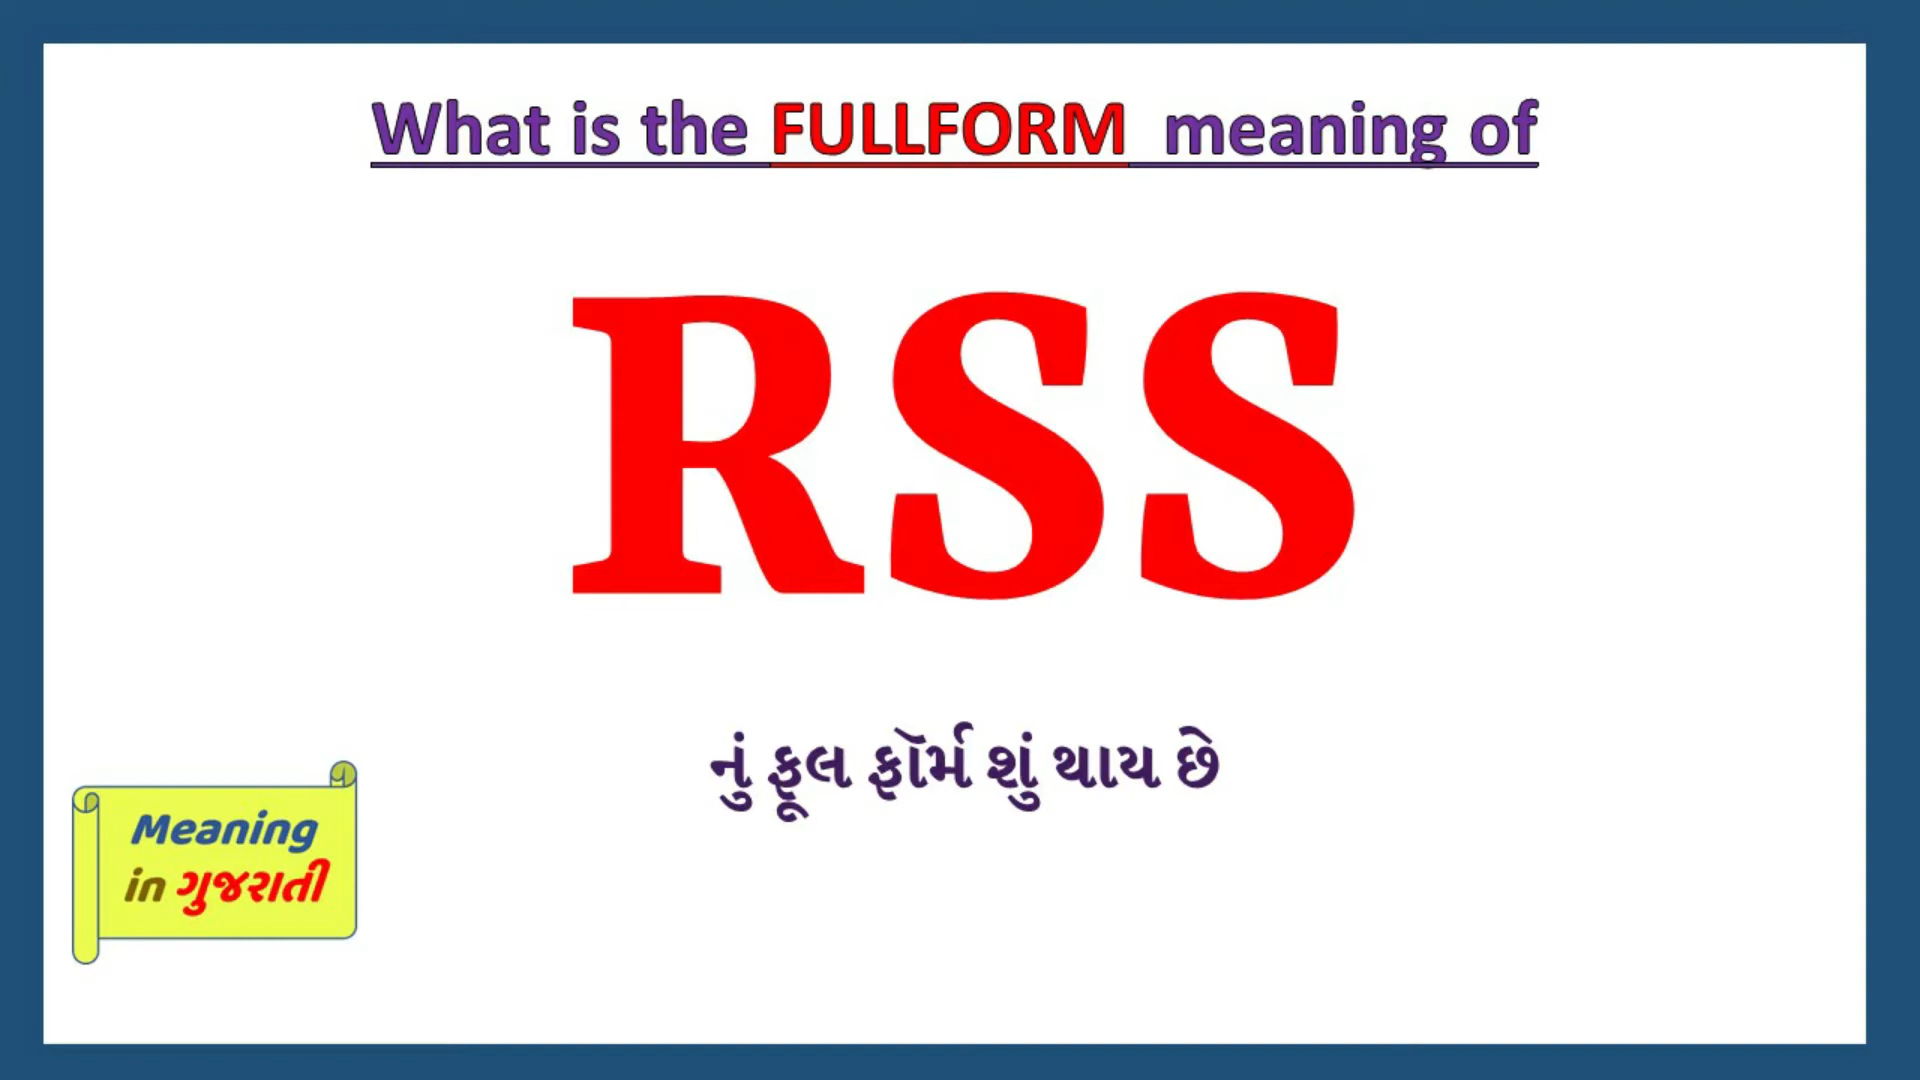 What is the FULLFORM meaning of
RSS
નું ફૂલ ફૉર્મ શું થાય છે
Meaning
in ગુજરાતી